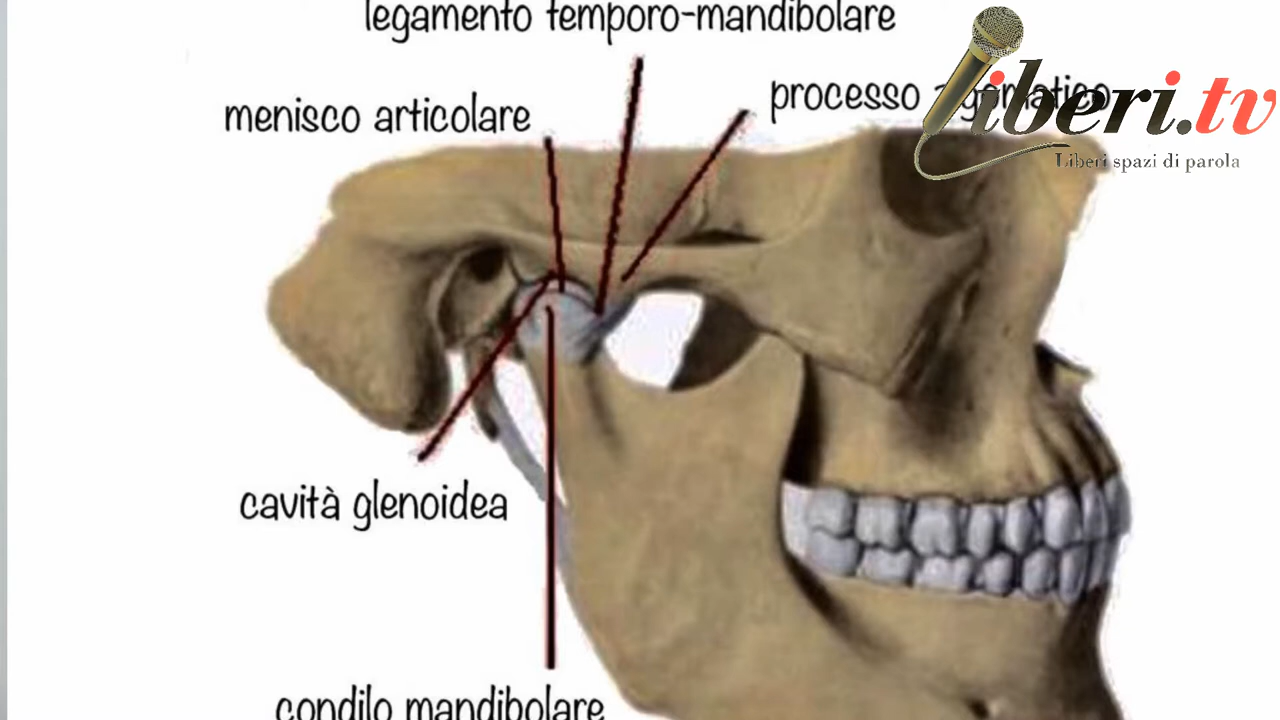 legamento temporo-mandibolare
menisco articolare
processo
liberi.tv
Liberi spazi di parola
cavità glenoidea
condilo mandibolare